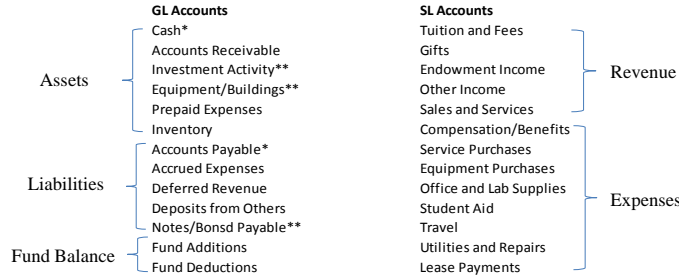 GL Accounts
Cash*
Accounts Receivable
Investment Activity**
Equipment/Buildings**
Prepaid Expenses
Inventory
Accounts Payable*
Accrued Expenses
Deferred Revenue
Deposits from Others
Notes/Bonsd Payable**
Fund Additions
Fund Deductions
Assets
Liabilities
Fund Balance
SL Accounts
Tuition and Fees
Gifts
Endowment Income
Other Income
Sales and Services
Compensation/Benefits
Service Purchases
Equipment Purchases
Office and Lab Supplies
Student Aid
Travel
Utilities and Repairs
Lease Payments
Revenue
Expenses